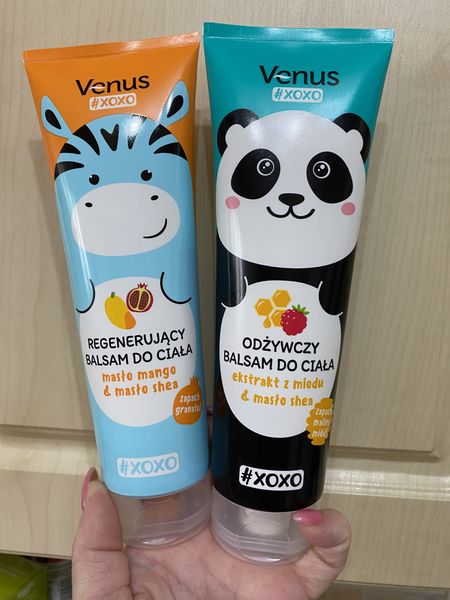 Venus
#XOXO
REGENERUJĄCY
BALSAM DO CIAŁA
masło mango
& masło shea
zapach
#XOXO
Venus
#XOXO
ODŻYWCZY
BALSAM DO CIAŁA
ekstrakt z miodu
& masło shea
zapach
#XOXO